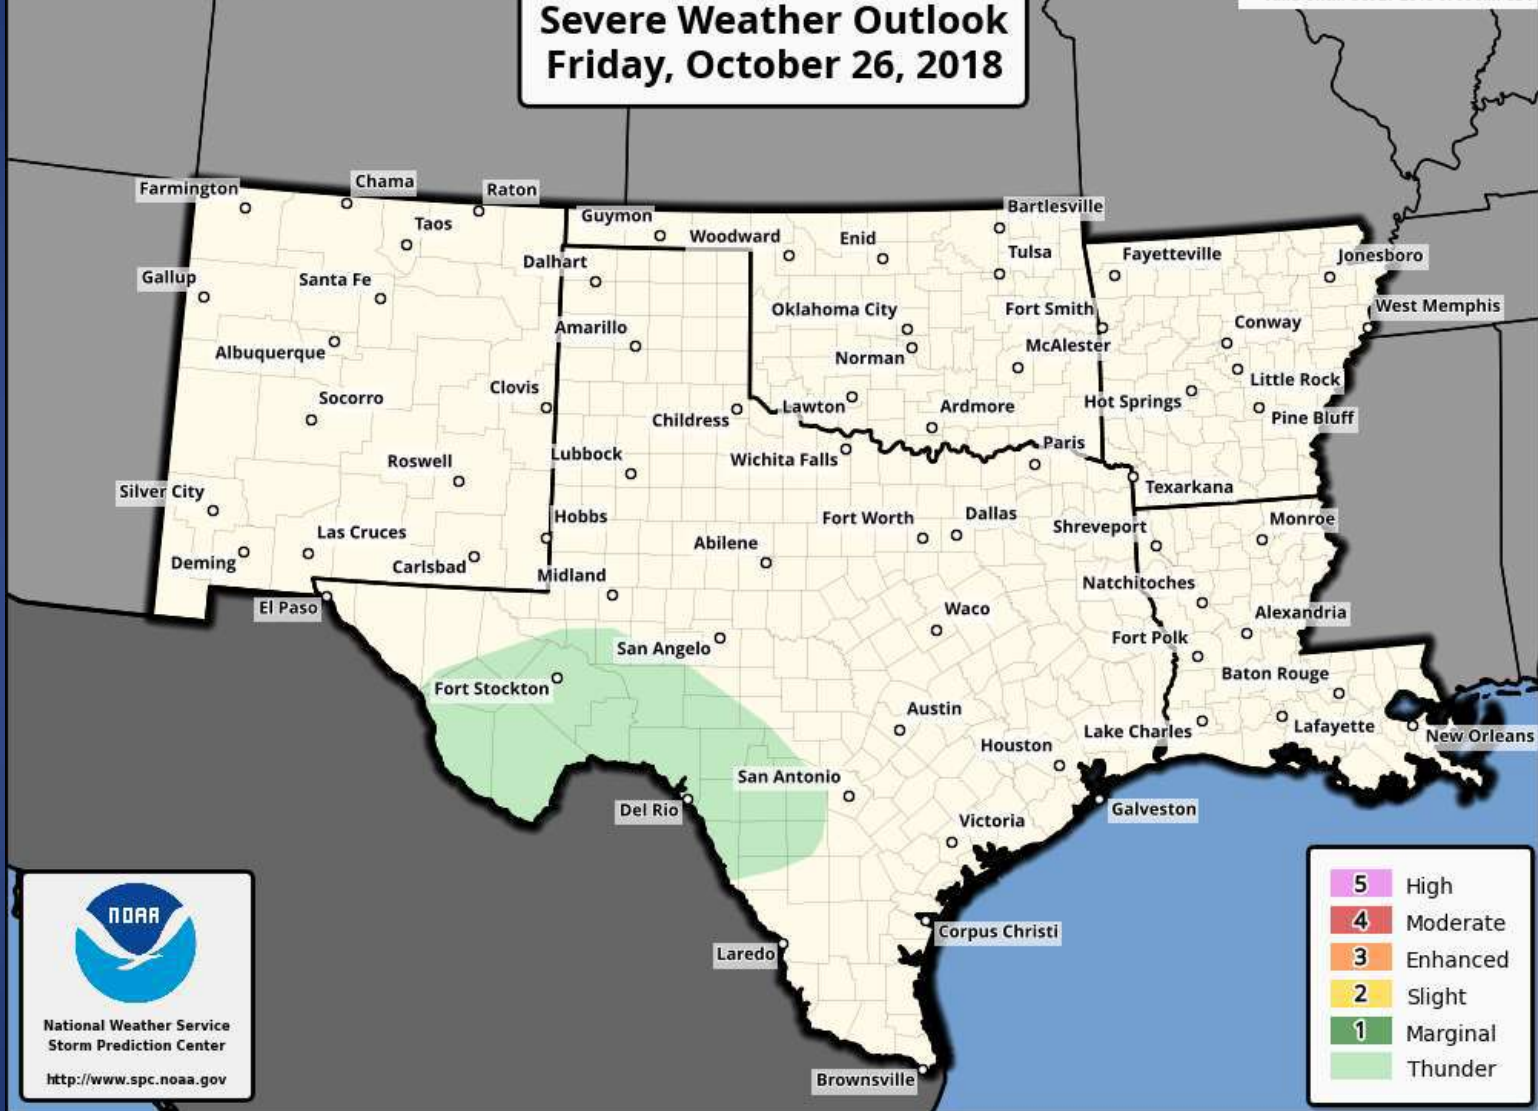 Severe Weather Outlook
Friday, October 26, 2018
Farmington
Chama
Raton
Taos
Guymon
Woodward
Enid
Bartlesville
Tulsa
Fayetteville
Jonesboro
Gallup
Santa Fe
Dalhart
Oklahoma City
Fort Smith
West Memphis
Albuquerque
Amarillo
Norman
McAlester
Conway
Little Rock
Socorro
Clovis
Childress
Lawton
Ardmore
Hot Springs
Pine Bluff
Roswell
Lubbock
Wichita Falls
Paris
Texarkana
Silver City
Las Cruces
Hobbs
Fort Worth
Dallas
Shreveport
Monroe
Deming
Carlsbad
Midland
Abilene
Natchitoches
El Paso
San Angelo
Waco
Fort Polk
Alexandria
Fort Stockton
Austin
Baton Rouge
Houston
Lake Charles
Lafayette
New Orleans
Del Rio
San Antonio
Victoria
Galveston
Laredo
Corpus Christi
Brownsville
NOAA
National Weather Service
Storm Prediction Center
http://www.spc.noaa.gov
5 High
4 Moderate
3 Enhanced
2 Slight
1 Marginal
Thunder